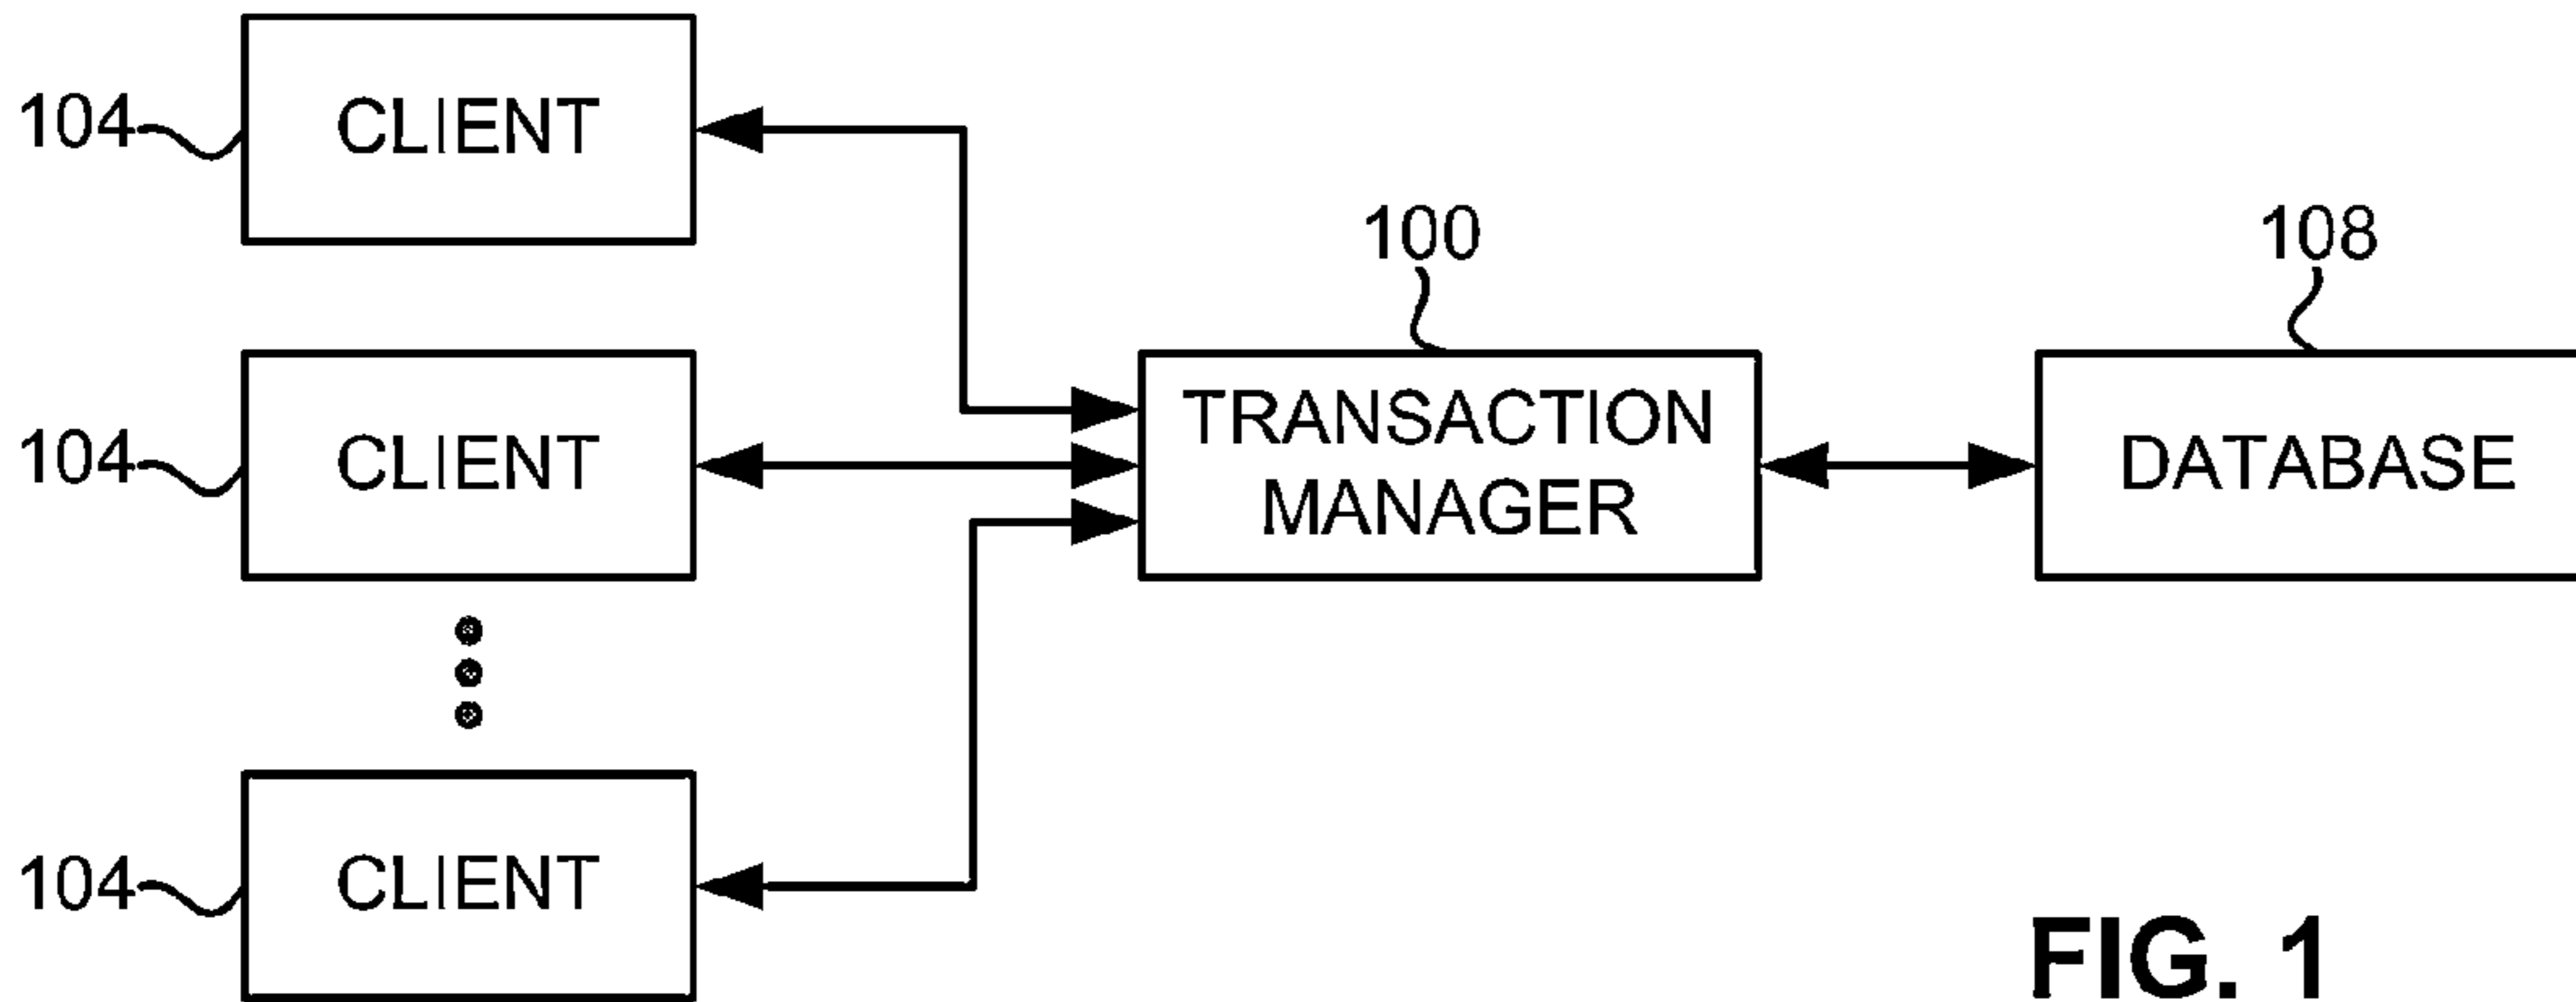 104
CLIENT
100
108
104
CLIENT
TRANSACTION
MANAGER
DATABASE
104
CLIENT
FIG. 1